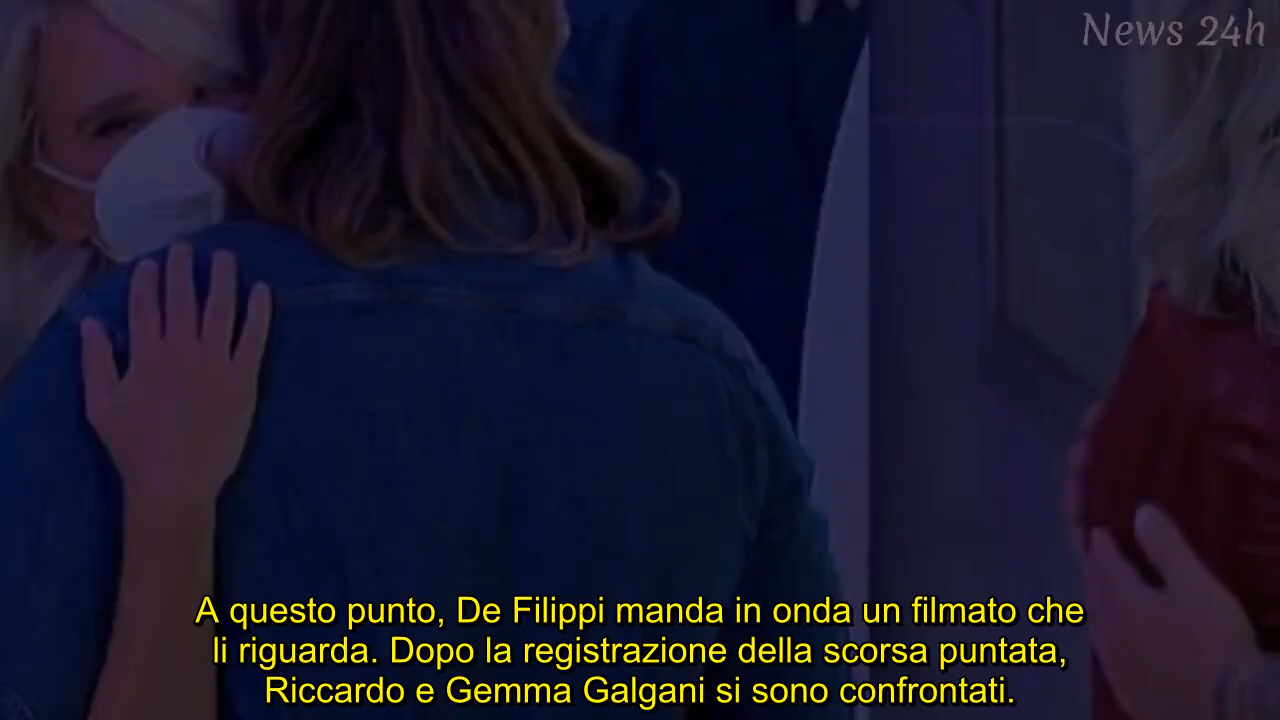 News 24h
A questo punto, De Filippi manda in onda un filmato che
li riguarda. Dopo la registrazione della scorsa puntata,
Riccardo e Gemma Galgani si sono confrontati.